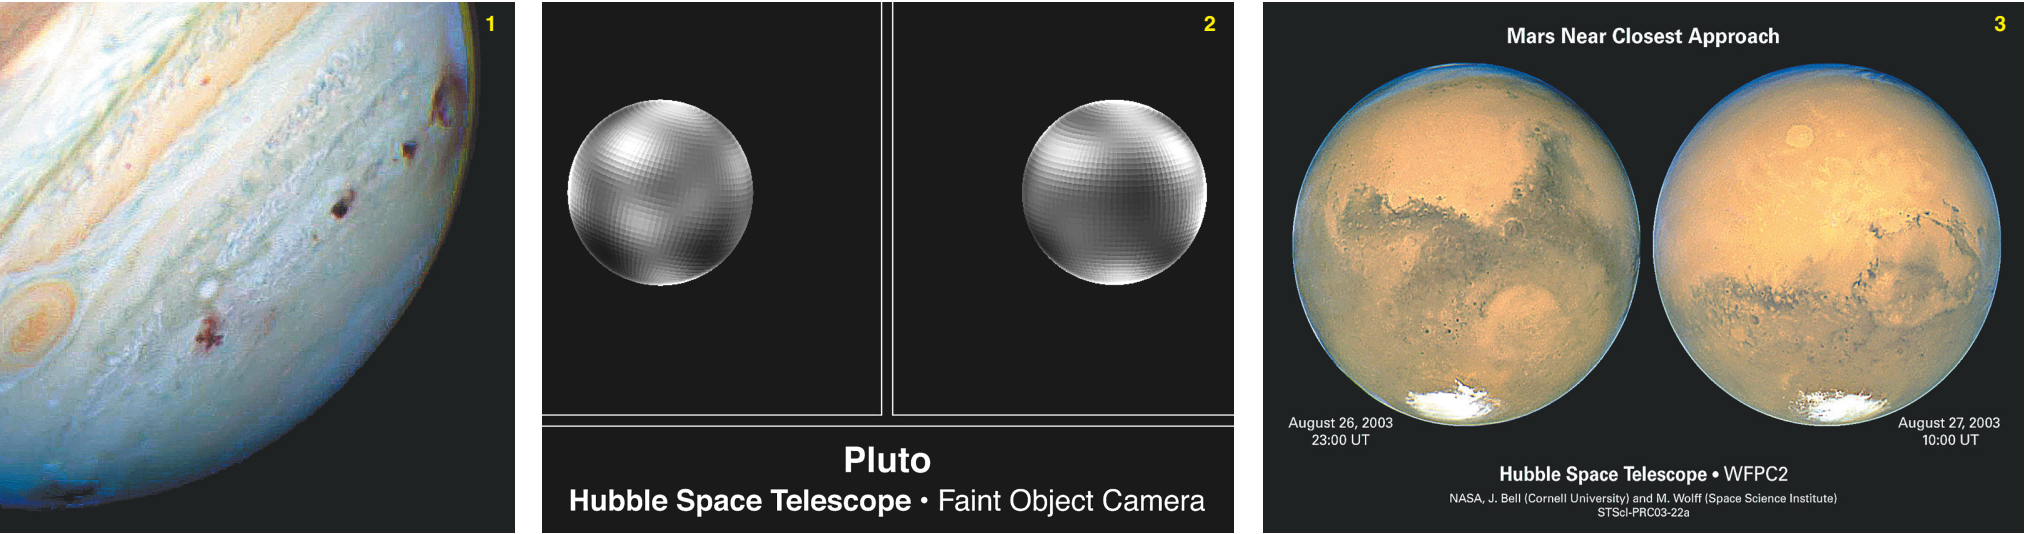 1
2
Pluto
Hubble Space Telescope • Faint Object Camera
3
Mars Near Closest Approach
August 26, 2003
23:00 UT
August 27, 2003
10:00 UT
Hubble Space Telescope • WFPC2
NASA, J. Bell (Cornell University) and M. Wolff (Space Science Institute)
STScI-PRC03-22a